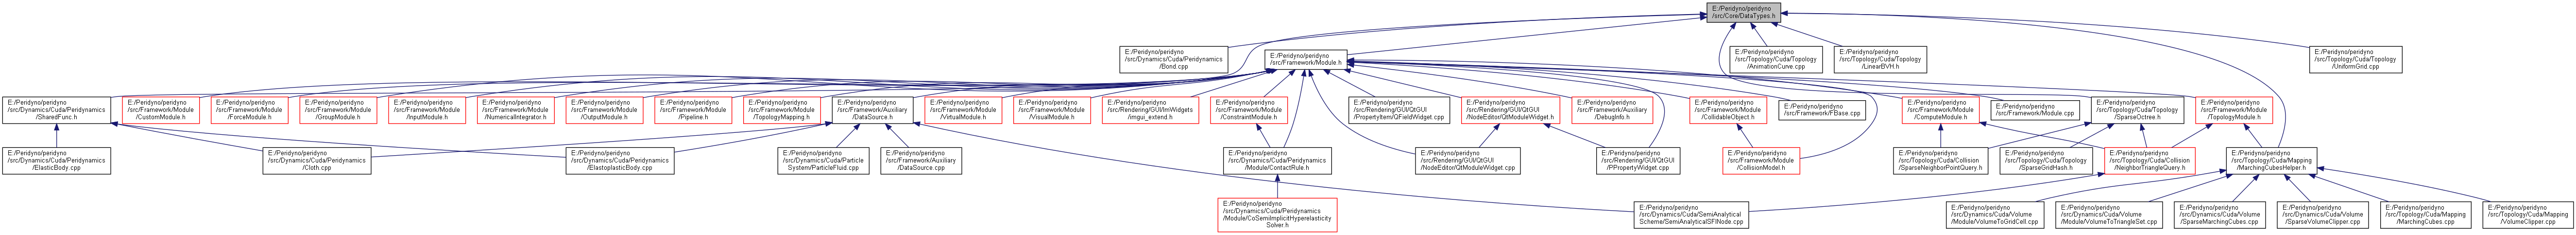 E:/Peridyno/peridyno
/src/Core/DataTypes.h
E:/Peridyno/peridyno
/src/Dynamics/Cuda/Peridynamics
/Bond.cpp
E:/Peridyno/peridyno
/src/Framework/Module.h
E:/Peridyno/peridyno
/src/Topology/Cuda/Topology
/AnimationCurve.cpp
E:/Peridyno/peridyno
/src/Topology/Cuda/Topology
/LinearBVH.h
E:/Peridyno/peridyno
/src/Topology/Cuda/Topology
/UniformGrid.cpp
E:/Peridyno/peridyno
/src/Dynamics/Cuda/Peridynamics
/SharedFunc.h
E:/Peridyno/peridyno
/src/Framework/Module
/CustomModule.h
E:/Peridyno/peridyno
/src/Framework/Module
/ForceModule.h
E:/Peridyno/peridyno
/src/Framework/Module
/GroupModule.h
E:/Peridyno/peridyno
/src/Framework/Module
/InputModule.h
E:/Peridyno/peridyno
/src/Framework/Module
/NumericalIntegrator.h
E:/Peridyno/peridyno
/src/Framework/Module
/OutputModule.h
E:/Peridyno/peridyno
/src/Framework/Module
/Pipeline.h
E:/Peridyno/peridyno
/src/Framework/Module
/TopologyMapping.h
E:/Peridyno/peridyno
/src/Framework/Auxiliary
/DataSource.h
E:/Peridyno/peridyno
/src/Framework/Module
/VirtualModule.h
E:/Peridyno/peridyno
/src/Framework/Module
/VisualModule.h
E:/Peridyno/peridyno
/src/Rendering/GUI/ImWidgets
/imgui_extend.h
E:/Peridyno/peridyno
/src/Framework/Module
/ConstraintModule.h
E:/Peridyno/peridyno
/src/Rendering/GUI/QtGUI
/PropertyItem/QFieldWidget.cpp
E:/Peridyno/peridyno
/src/Rendering/GUI/QtGUI
/NodeEditor/QtModuleWidget.h
E:/Peridyno/peridyno
/src/Framework/Auxiliary
/DebugInfo.h
E:/Peridyno/peridyno
/src/Framework/Module
/CollidableObject.h
E:/Peridyno/peridyno
/src/Framework/FBase.cpp
E:/Peridyno/peridyno
/src/Framework/Module
/ComputeModule.h
E:/Peridyno/peridyno
/src/Framework/Module.cpp
E:/Peridyno/peridyno
/src/Topology/Cuda/Topology
/SparseOctree.h
E:/Peridyno/peridyno
/src/Framework/Module
/TopologyModule.h
E:/Peridyno/peridyno
/src/Dynamics/Cuda/Peridynamics
/ElasticBody.cpp
E:/Peridyno/peridyno
/src/Dynamics/Cuda/Peridynamics
/Cloth.cpp
E:/Peridyno/peridyno
/src/Dynamics/Cuda/Peridynamics
/ElastoplasticBody.cpp
E:/Peridyno/peridyno
/src/Dynamics/Cuda/Particle
System/ParticleFluid.cpp
E:/Peridyno/peridyno
/src/Framework/Auxiliary
/DataSource.cpp
E:/Peridyno/peridyno
/src/Dynamics/Cuda/Peridynamics
/Module/ContactRule.h
E:/Peridyno/peridyno
/src/Rendering/GUI/QtGUI
/NodeEditor/QtModuleWidget.cpp
E:/Peridyno/peridyno
/src/Rendering/GUI/QtGUI
/PPropertyWidget.cpp
E:/Peridyno/peridyno
/src/Framework/Module
/CollisionModel.h
E:/Peridyno/peridyno
/src/Topology/Cuda/Collision
/SparseNeighborPointQuery.h
E:/Peridyno/peridyno
/src/Topology/Cuda/Topology
/SparseGridHash.h
E:/Peridyno/peridyno
/src/Topology/Cuda/Collision
/NeighborTriangleQuery.h
E:/Peridyno/peridyno
/src/Topology/Cuda/Mapping
/MarchingCubesHelper.h
E:/Peridyno/peridyno
/src/Dynamics/Cuda/Peridynamics
/Module/CoSemiImplicitHyperelasticity
Solver.h
E:/Peridyno/peridyno
/src/Dynamics/Cuda/SemiAnalytical
Scheme/SemiAnalyticalSFINode.cpp
E:/Peridyno/peridyno
/src/Dynamics/Cuda/Volume
/Module/VolumeToGridCell.cpp
E:/Peridyno/peridyno
/src/Dynamics/Cuda/Volume
/Module/VolumeToTriangleSet.cpp
E:/Peridyno/peridyno
/src/Dynamics/Cuda/Volume
/SparseMarchingCubes.cpp
E:/Peridyno/peridyno
/src/Dynamics/Cuda/Volume
/SparseVolumeClipper.cpp
E:/Peridyno/peridyno
/src/Topology/Cuda/Mapping
/MarchingCubes.cpp
E:/Peridyno/peridyno
/src/Topology/Cuda/Mapping
/VolumeClipper.cpp